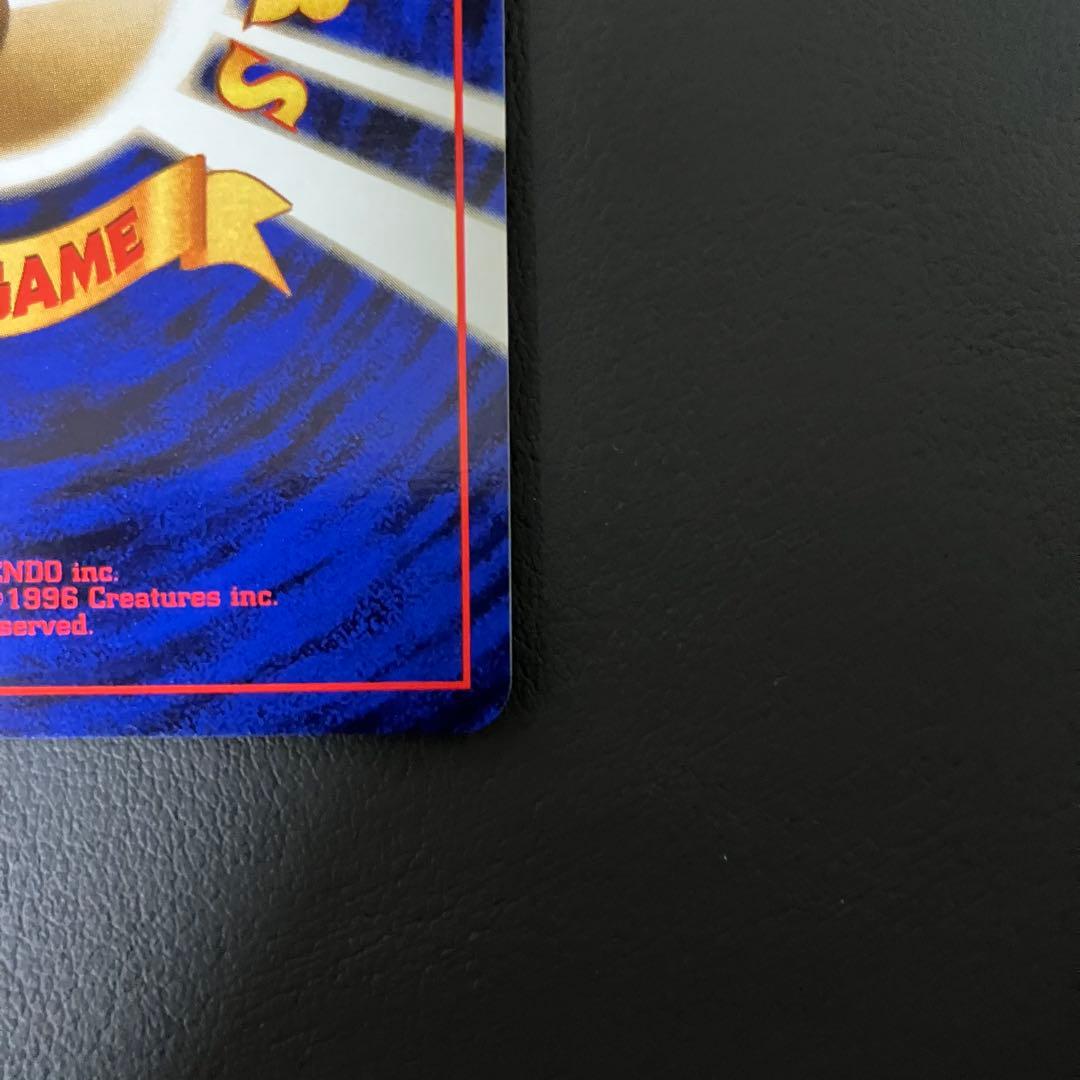 S
GAME
ENDO inc.
©1996 Creatures inc.
served.